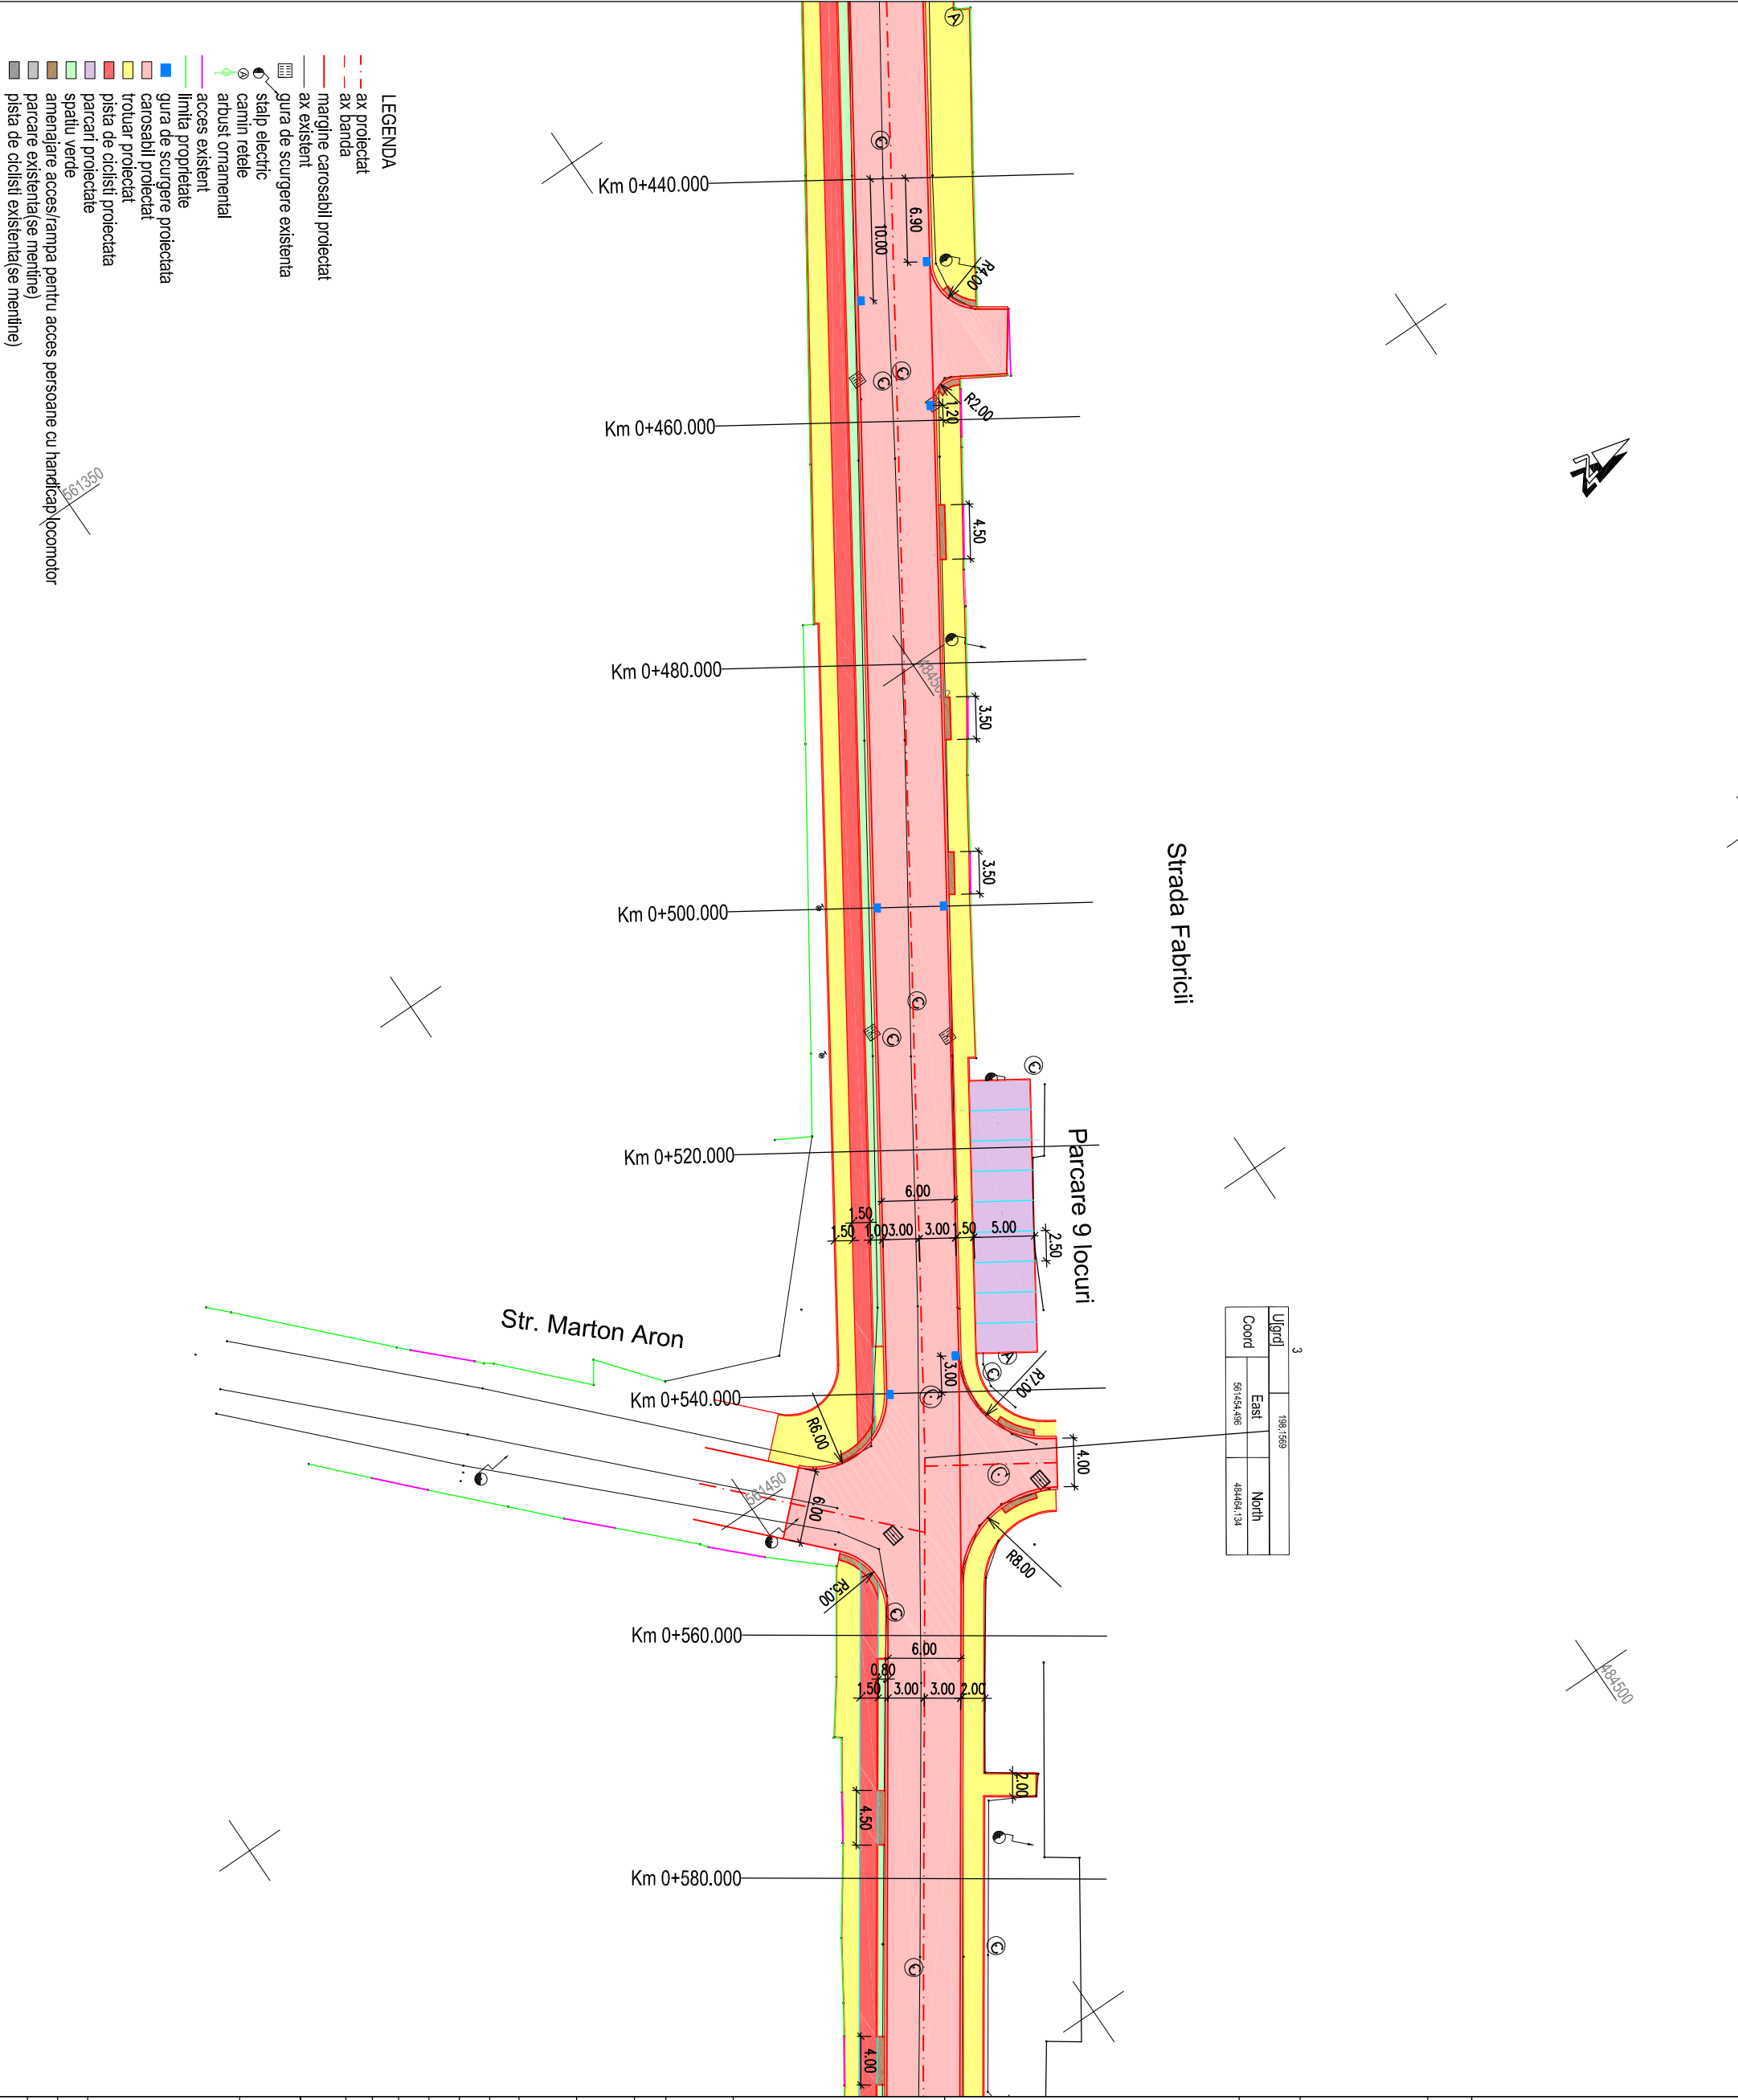 LEGENDA
ax proiectat
ax banda
margine carosabil proiectat
ax existent
gura de scurgere existenta
stalp electric
camin retele
arbust ornamental
acces existent
limita proprietate
gura de scurgere proiectata
carosabil proiectat
trotuar proiectat
pista de ciclisti proiectata
parcari proiectate
spatiu verde
amenajare acces/rampa pentru acces persoane cu handicap locomotor
parcare existenta(se mentine)
pista de ciclisti existenta(se mentine)
A
Km 0+440.000
6.90
10.00
R4.00
R2.00
1.20
Km 0+460.000
4.50
561350
Km 0+480.000
3.50
3.50
Km 0+500.000
Strada Fabricii
Km 0+520.000
Parcare 9 locuri
6.00
1.50
1.50
1.00
3.00
3.00
1.50
5.00
2.50
Str. Marton Aron
3
U[grd]
198.1569
Coord
East
North
561454.496
484464.134
A
3.00
R7.00
Km 0+540.000
R6.00
4.00
561450
6.00
R8.00
R5.00
Km 0+560.000
6.00
0.80
1.50
3.00
3.00
2.00
484500
2.00
4.50
Km 0+580.000
4.00